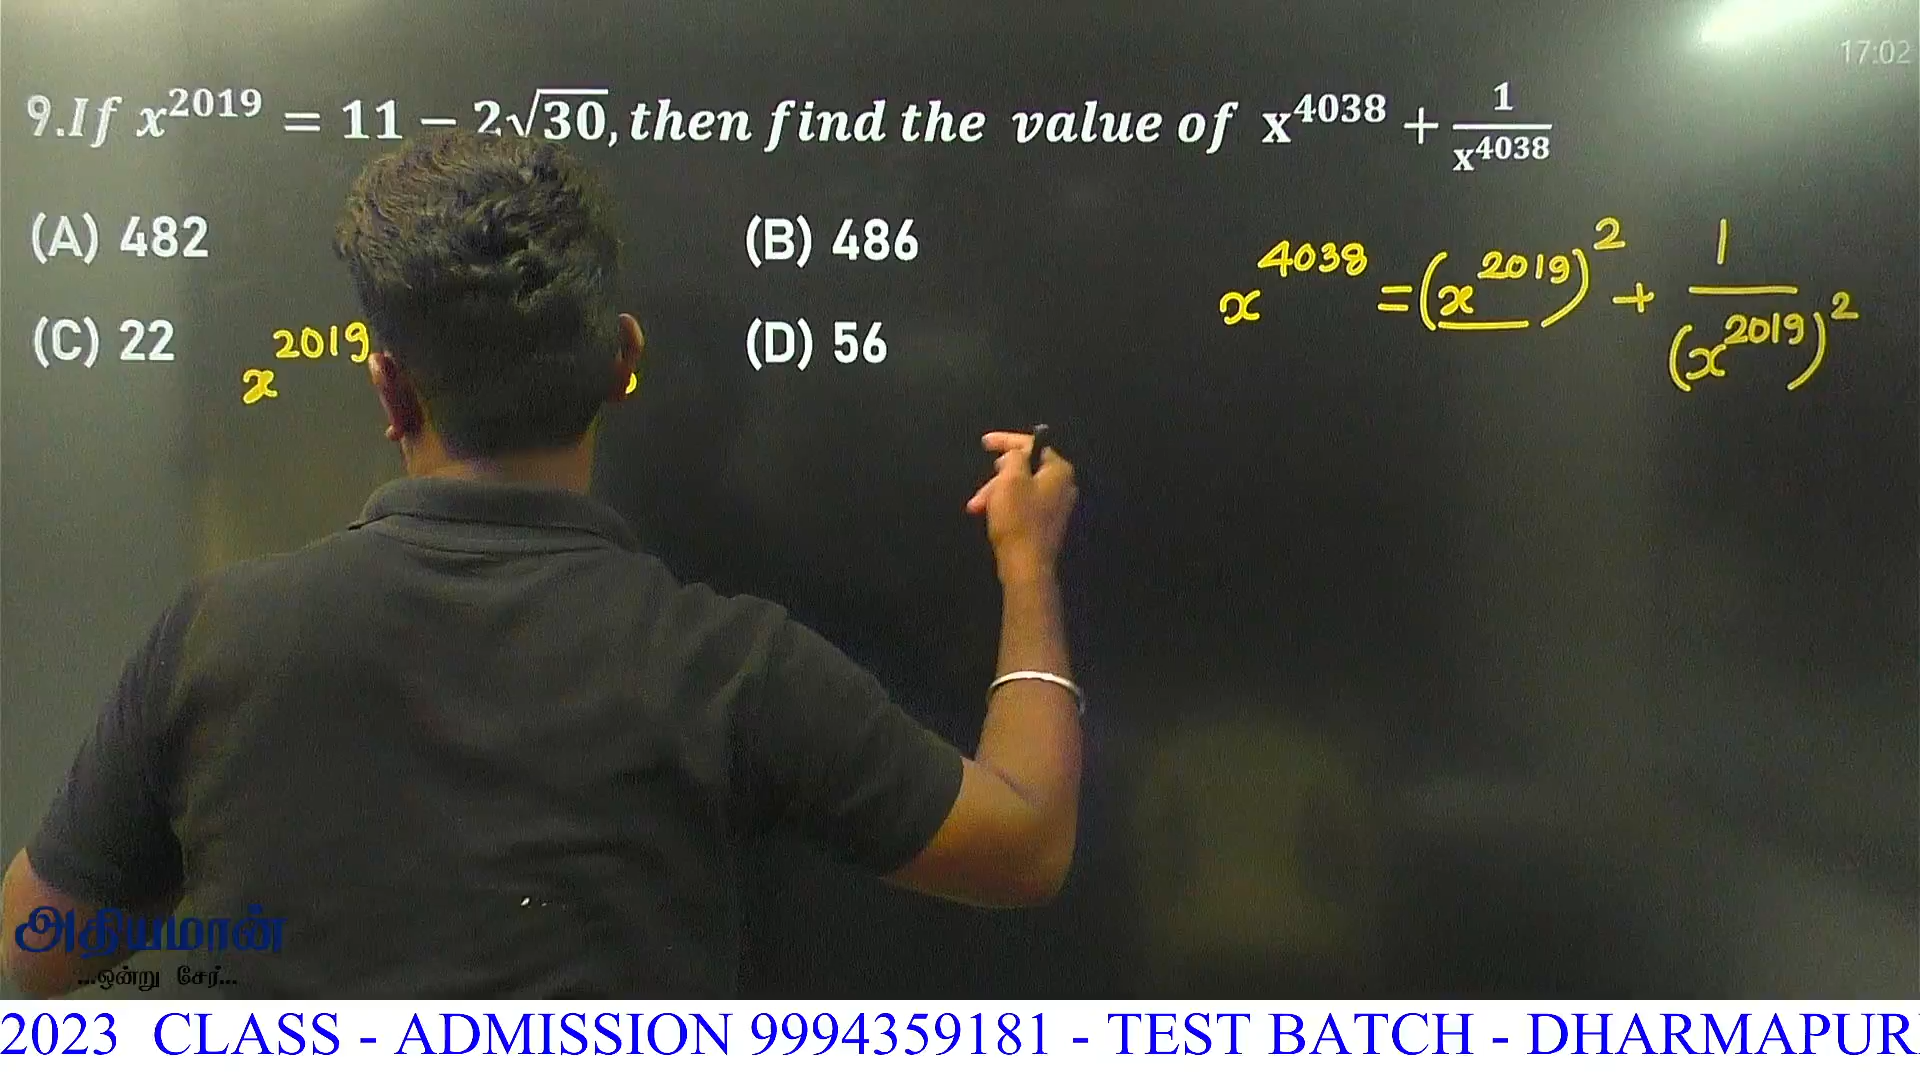 17:02
9.If x^2019 = 11 − 2√30, then find the value of x^4038 + 1/x^4038
(A) 482 (B) 486
(C) 22 (D) 56
x^4038 = (x^2019)^2 + 1/(x^2019)^2
x^2019
அதியமான்
...ஒன்று சேர்...
2023 CLASS - ADMISSION 9994359181 - TEST BATCH - DHARMAPUR